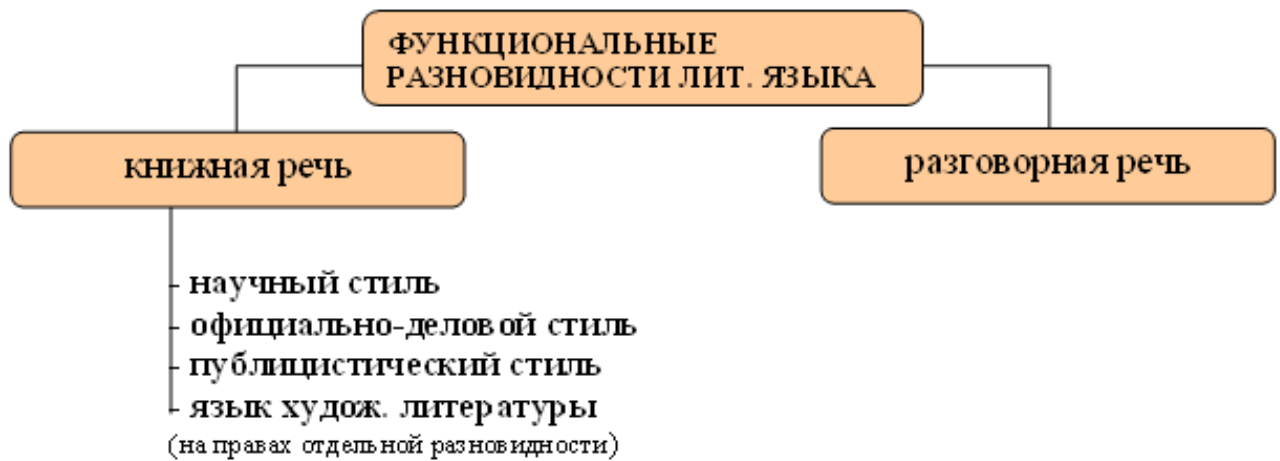 ФУНКЦИОНАЛЬНЫЕ
РАЗНОВИДНОСТИ ЛИТ. ЯЗЫКА
книжная речь
разговорная речь
- научный стиль
- официально-деловой стиль
- публицистический стиль
- язык худож. литературы
(на правах отдельной разновидности)